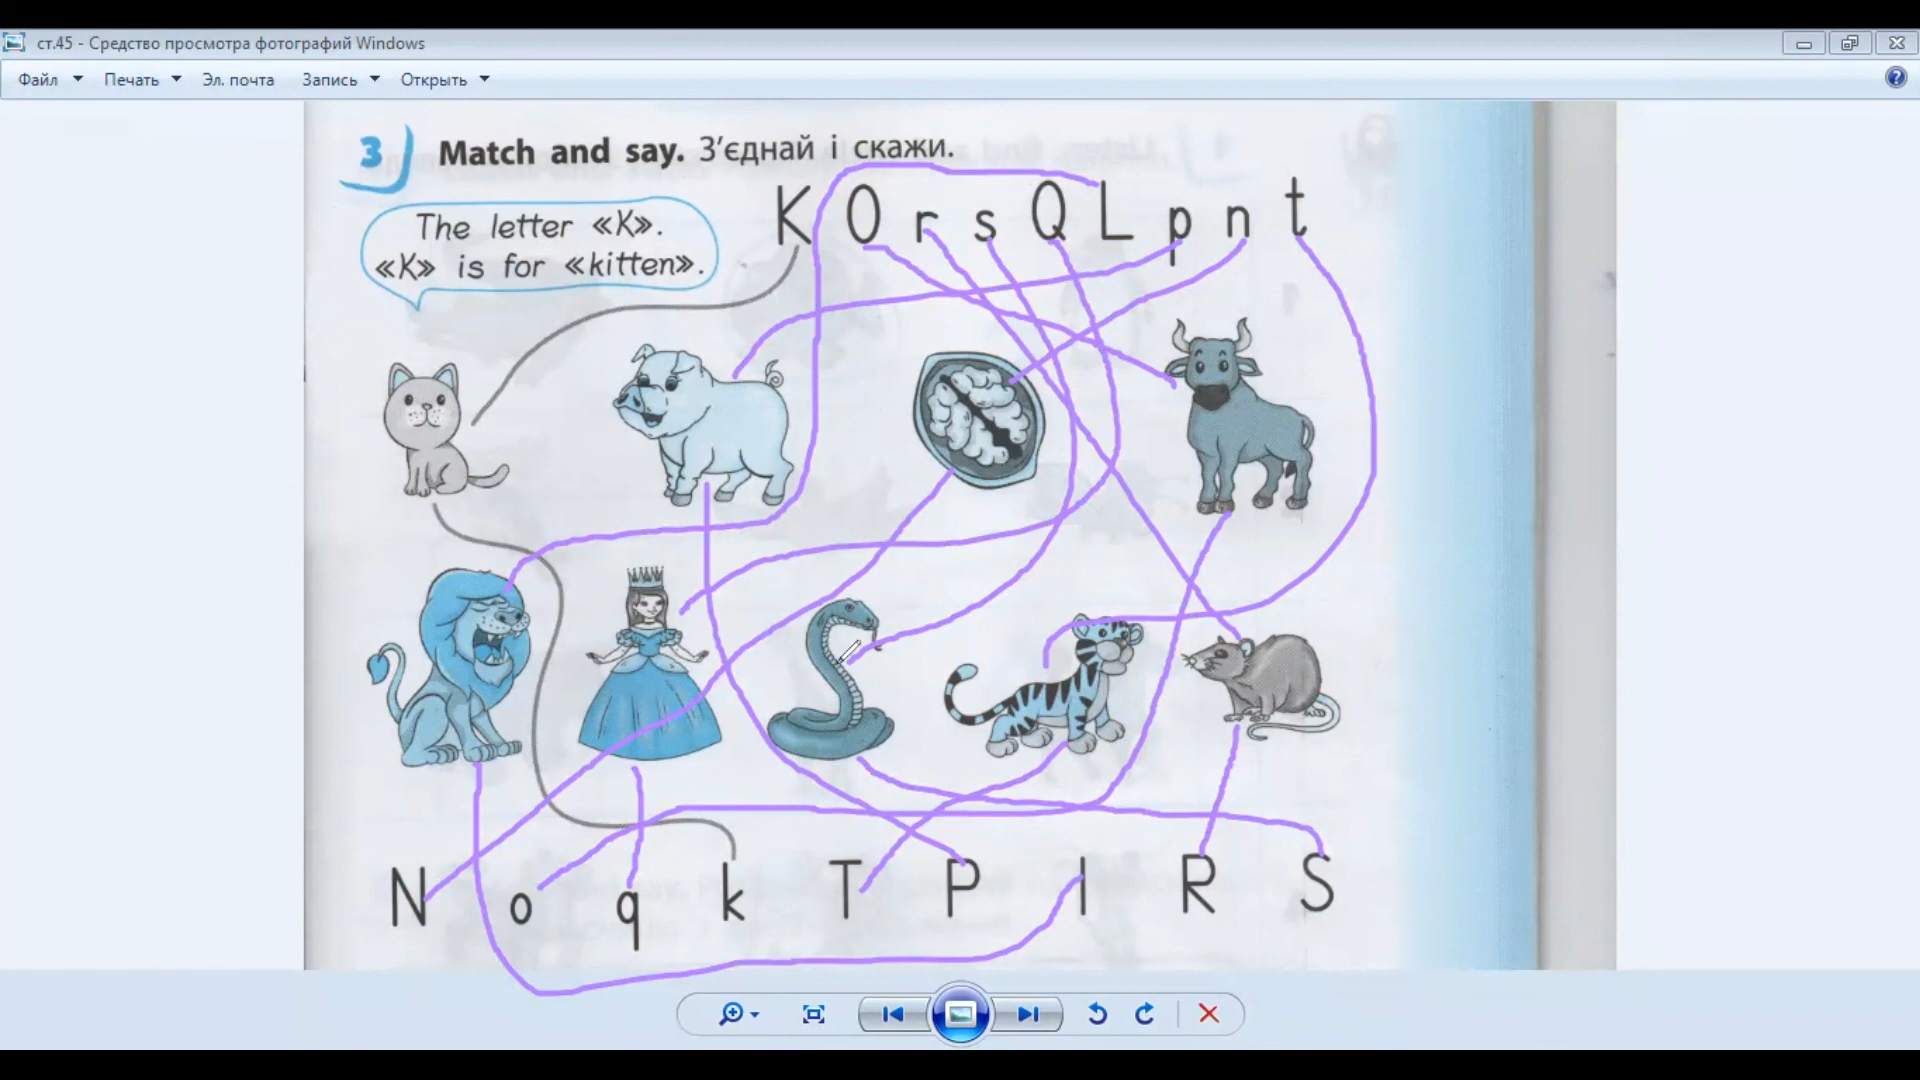 ст.45 - Средство просмотра фотографий Windows
Файл Печать Эл. почта Запись Открыть
3 Match and say. З’єднай і скажи.
K O r s Q L p n t
The letter «K».
«K» is for «kitten».
N o q k T P l R S